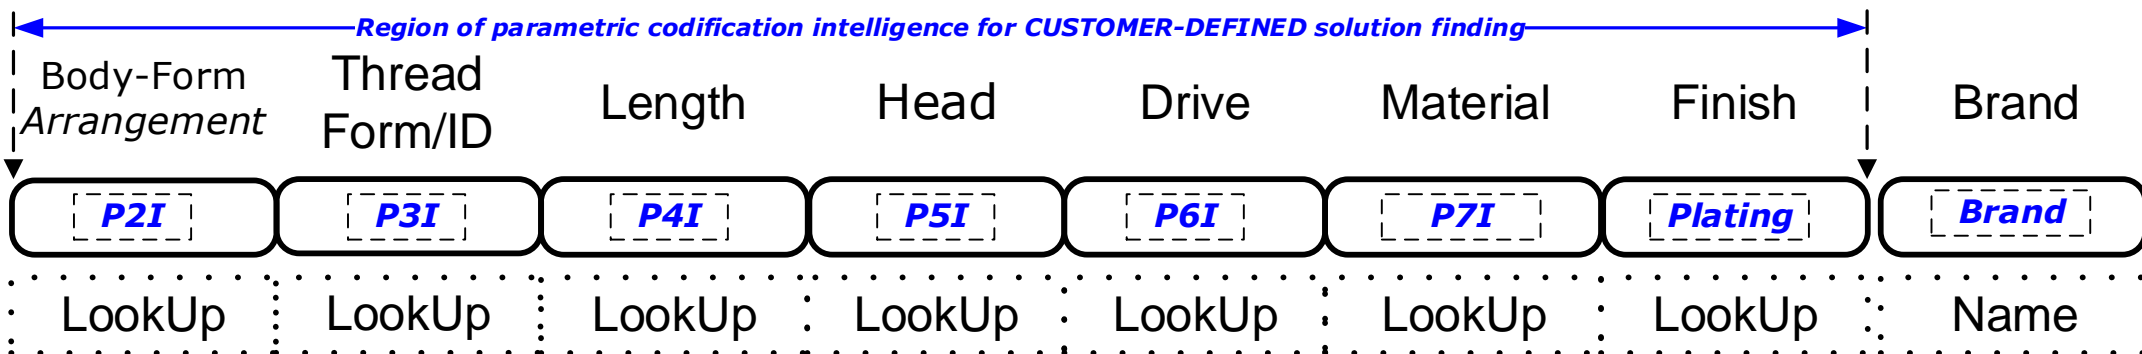 Region of parametric codification intelligence for CUSTOMER-DEFINED solution finding
Body-Form
Arrangement
Thread
Form/ID
Length
Head
Drive
Material
Finish
Brand
P2I
P3I
P4I
P5I
P6I
P7I
Plating
Brand
LookUp
LookUp
LookUp
LookUp
LookUp
LookUp
LookUp
Name